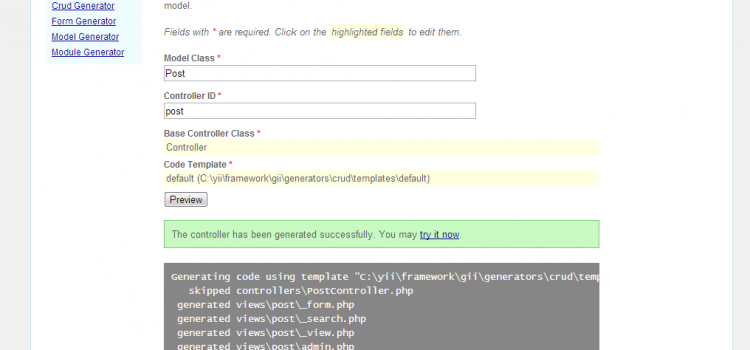 Crud Generator
Form Generator
Model Generator
Module Generator
model.
Fields with * are required. Click on the highlighted fields to edit them.
Model Class *
Post
Controller ID *
post
Base Controller Class *
Controller
Code Template *
default (C:\yii\framework\gii\generators\crud\templates\default)
Preview
The controller has been generated successfully. You may try it now.
Generating code using template "C:\yii\framework\gii\generators\crud\temp
skipped controllers\PostController.php
generated views\post\_form.php
generated views\post\_search.php
generated views\post\_view.php
generated views\post\admin.php